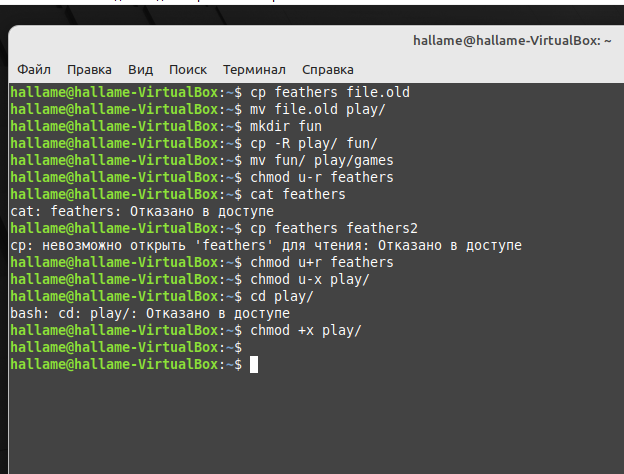 hallame@hallame-VirtualBox: ~
Файл Правка Вид Поиск Терминал Справка
hallame@hallame-VirtualBox:~$ cp feathers file.old
hallame@hallame-VirtualBox:~$ mv file.old play/
hallame@hallame-VirtualBox:~$ mkdir fun
hallame@hallame-VirtualBox:~$ cp -R play/ fun/
hallame@hallame-VirtualBox:~$ mv fun/ play/games
hallame@hallame-VirtualBox:~$ chmod u-r feathers
hallame@hallame-VirtualBox:~$ cat feathers
cat: feathers: Отказано в доступе
hallame@hallame-VirtualBox:~$ cp feathers feathers2
cp: невозможно открыть 'feathers' для чтения: Отказано в доступе
hallame@hallame-VirtualBox:~$ chmod u+r feathers
hallame@hallame-VirtualBox:~$ chmod u-x play/
hallame@hallame-VirtualBox:~$ cd play/
bash: cd: play/: Отказано в доступе
hallame@hallame-VirtualBox:~$ chmod +x play/
hallame@hallame-VirtualBox:~$
hallame@hallame-VirtualBox:~$